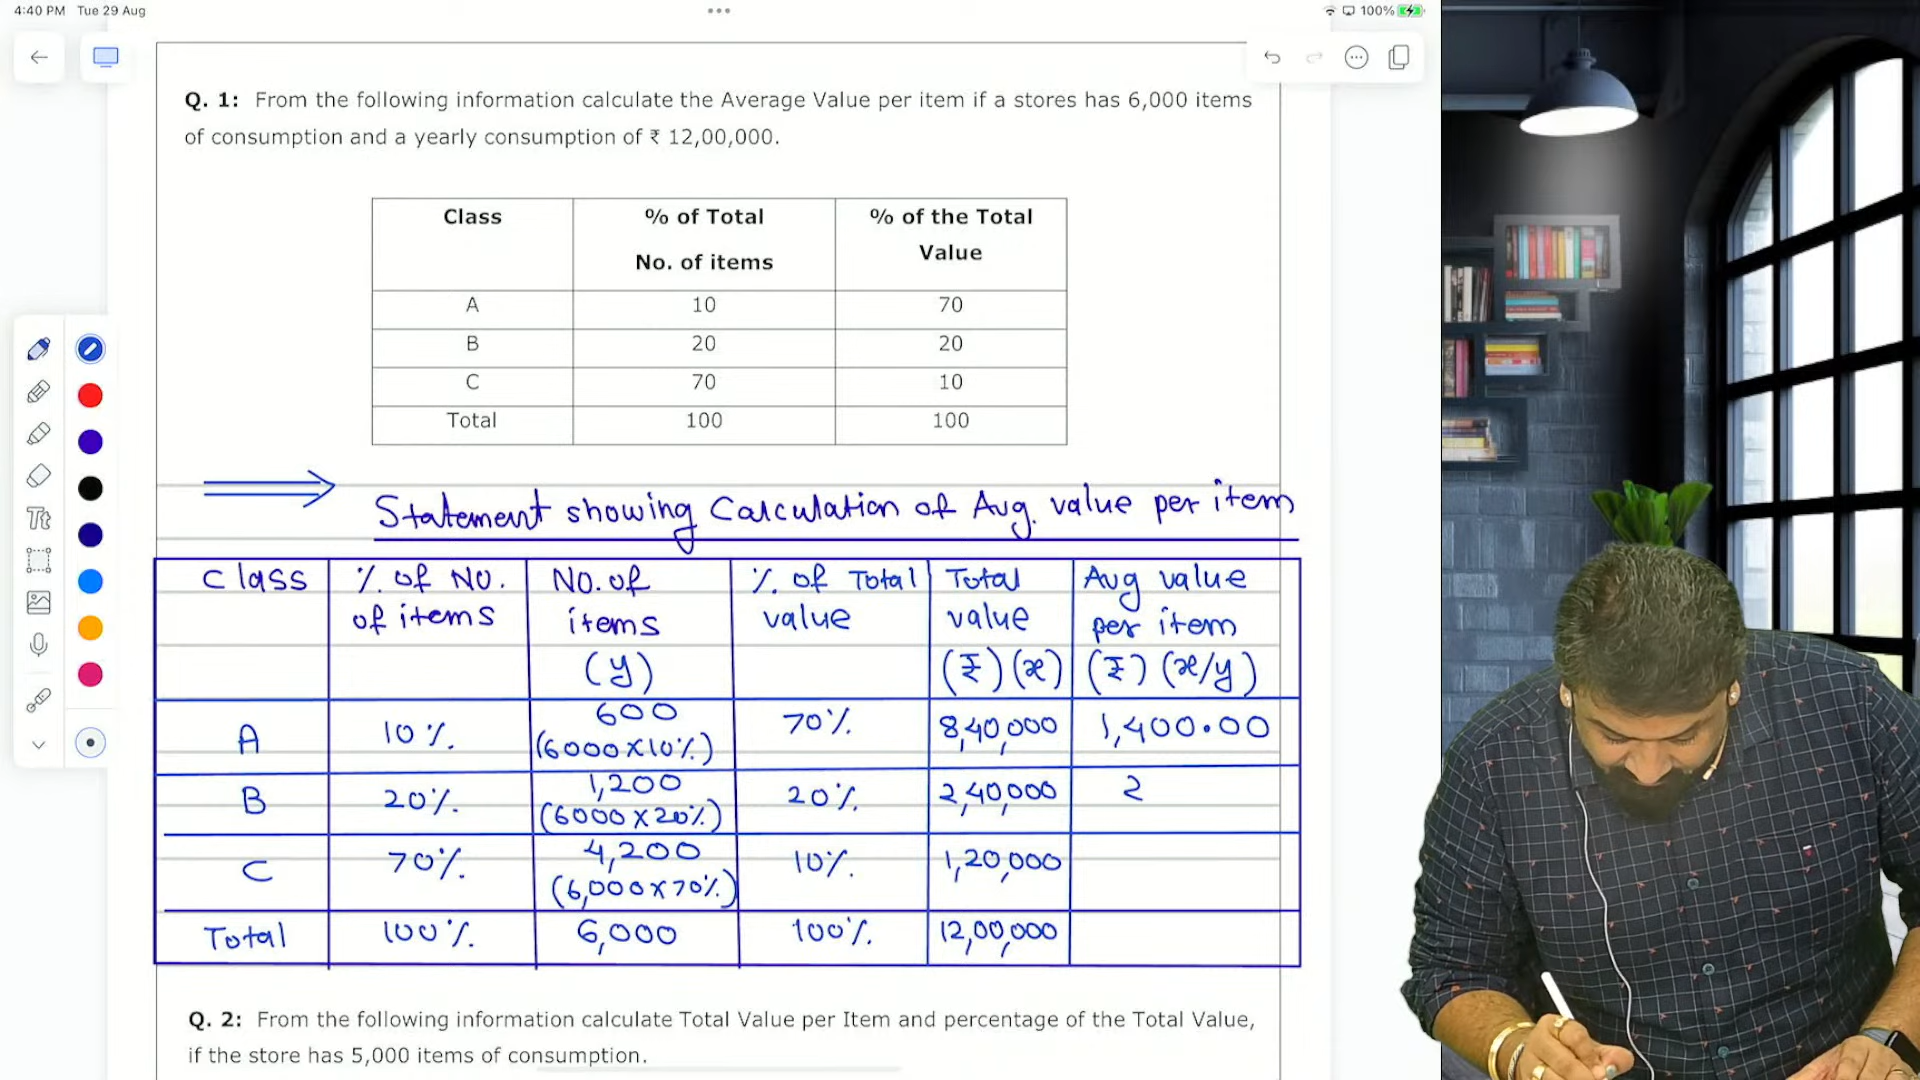 4:40 PM Tue 29 Aug
100%
Q. 1: From the following information calculate the Average Value per item if a stores has 6,000 items
of consumption and a yearly consumption of ₹ 12,00,000.
Class % of Total No. of items % of the Total Value
A 10 70
B 20 20
C 70 10
Total 100 100
Statement showing Calculation of Avg. value per item
Class % of No. of items No. of items (y) % of Total value Total value (₹) (x) Avg value per item (₹) (x/y)
A 10% 600 (6000x10%) 70% 8,40,000 1,400.00
B 20% 1,200 (6000x20%) 20% 2,40,000 2
C 70% 4,200 (6,000x70%) 10% 1,20,000
Total 100% 6,000 100% 12,00,000
Q. 2: From the following information calculate Total Value per Item and percentage of the Total Value,
if the store has 5,000 items of consumption.
Tt